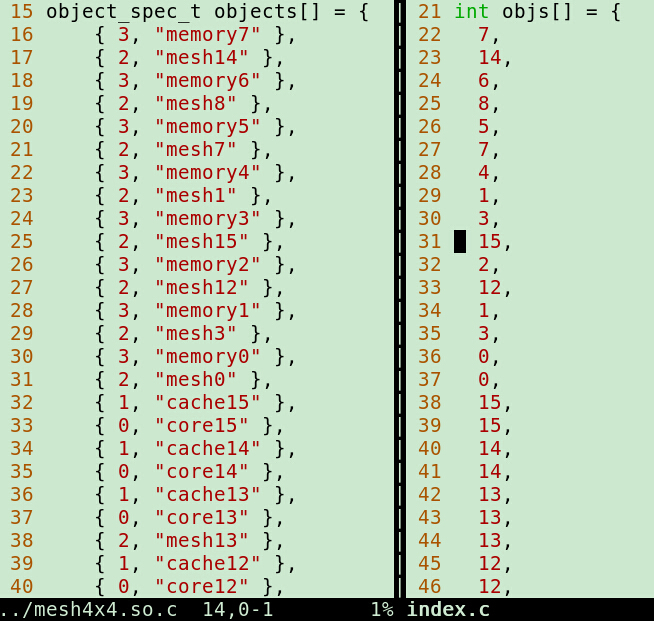 15 object_spec_t objects[] = {
16     { 3, "memory7" },
17     { 2, "mesh14" },
18     { 3, "memory6" },
19     { 2, "mesh8" },
20     { 3, "memory5" },
21     { 2, "mesh7" },
22     { 3, "memory4" },
23     { 2, "mesh1" },
24     { 3, "memory3" },
25     { 2, "mesh15" },
26     { 3, "memory2" },
27     { 2, "mesh12" },
28     { 3, "memory1" },
29     { 2, "mesh3" },
30     { 3, "memory0" },
31     { 2, "mesh0" },
32     { 1, "cache15" },
33     { 0, "core15" },
34     { 1, "cache14" },
35     { 0, "core14" },
36     { 1, "cache13" },
37     { 0, "core13" },
38     { 2, "mesh13" },
39     { 1, "cache12" },
40     { 0, "core12" },
../mesh4x4.so.c  14,0-1        1%
21 int objs[] = {
22   7,
23   14,
24   6,
25   8,
26   5,
27   7,
28   4,
29   1,
30   3,
31   15,
32   2,
33   12,
34   1,
35   3,
36   0,
37   0,
38   15,
39   15,
40   14,
41   14,
42   13,
43   13,
44   13,
45   12,
46   12,
index.c